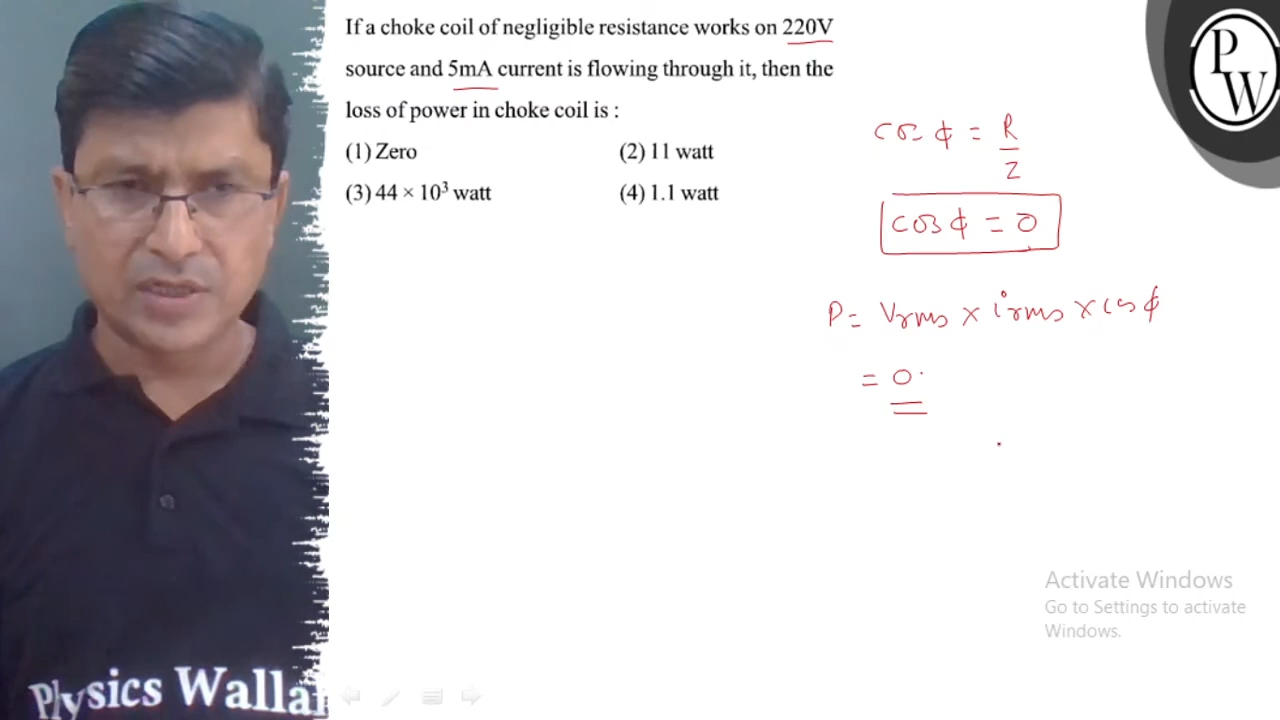 If a choke coil of negligible resistance works on 220V
source and 5mA current is flowing through it, then the
loss of power in choke coil is :
(1) Zero (2) 11 watt
(3) 44 × 10³ watt (4) 1.1 watt
cos ϕ = R/Z
cos ϕ = 0
P = Vrms × irms × cos ϕ
= 0
P
W
Activate Windows
Go to Settings to activate
Windows.
Physics Wallah